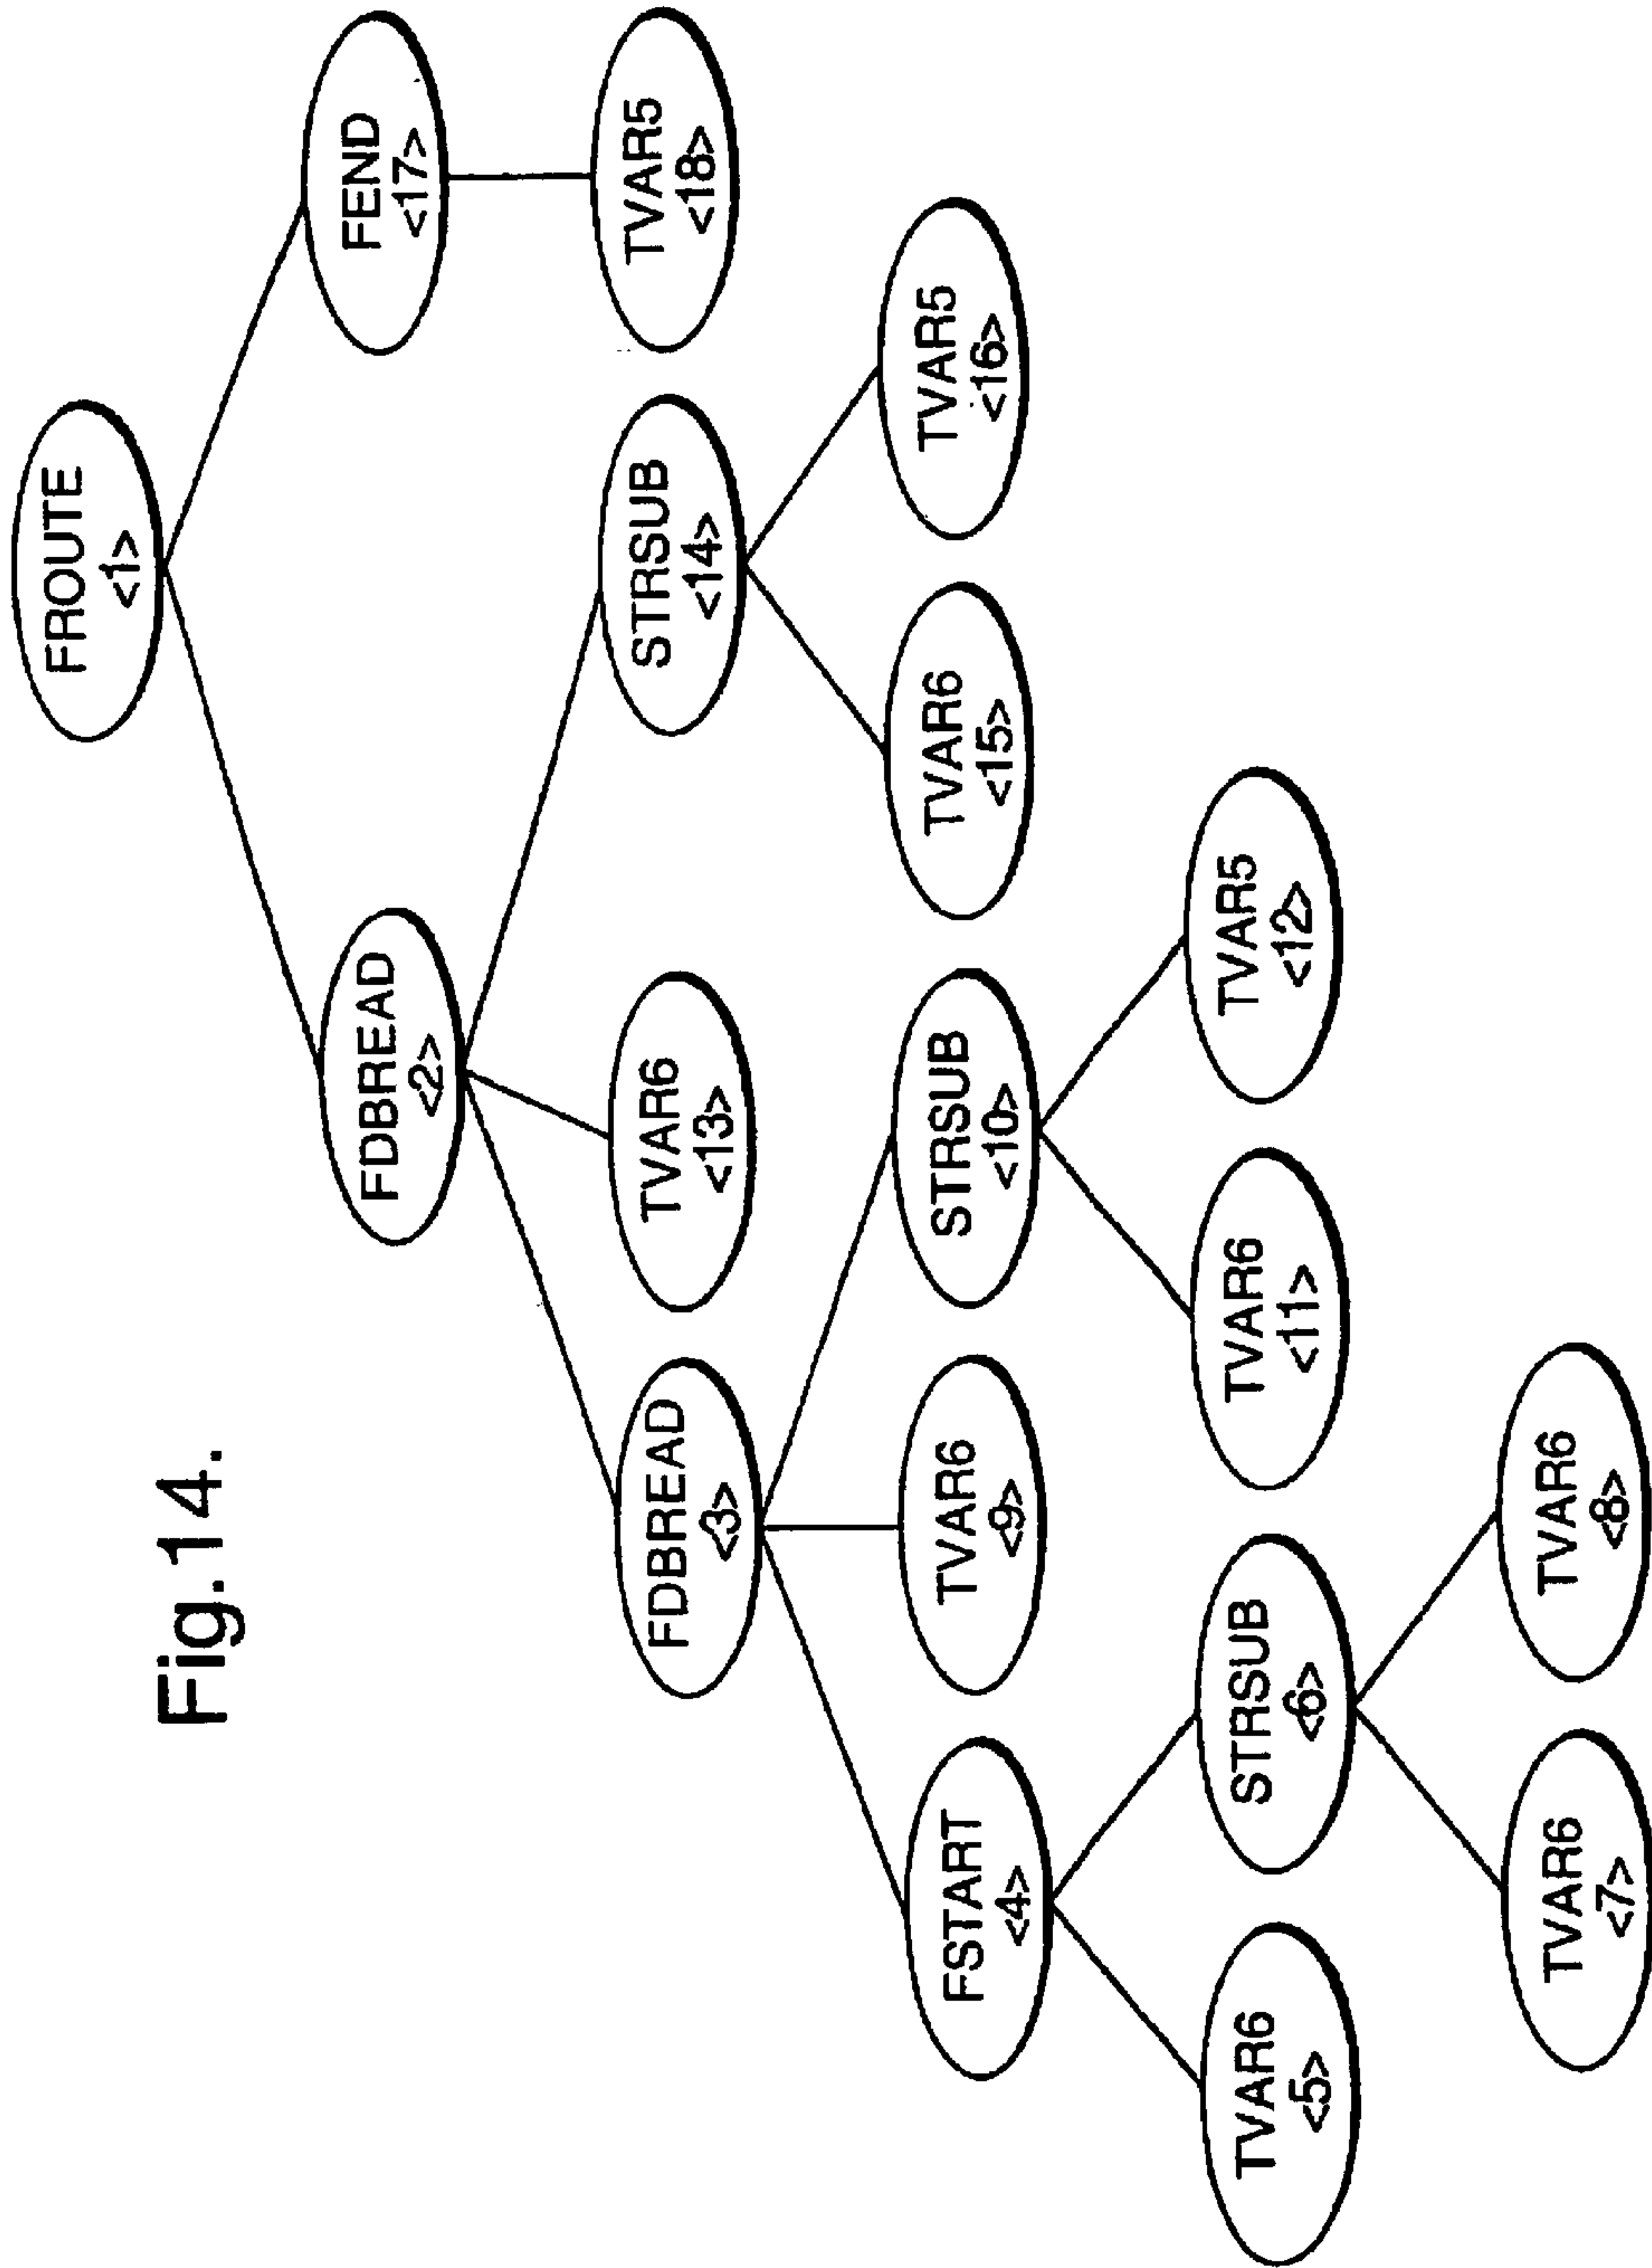 Fig.14.
FROUTE
<1>
FDBREAD
<2>
FEND
<17>
FDBREAD
<3>
TVAR6
<13>
STRSUB
<14>
TVAR5
<18>
FSTART
<4>
TVAR6
<9>
STRSUB
<10>
TVAR6
<15>
TVAR5
<16>
TVAR6
<5>
STRSUB
<6>
TVAR6
<11>
TVAR5
<12>
TVAR6
<7>
TVAR6
<8>